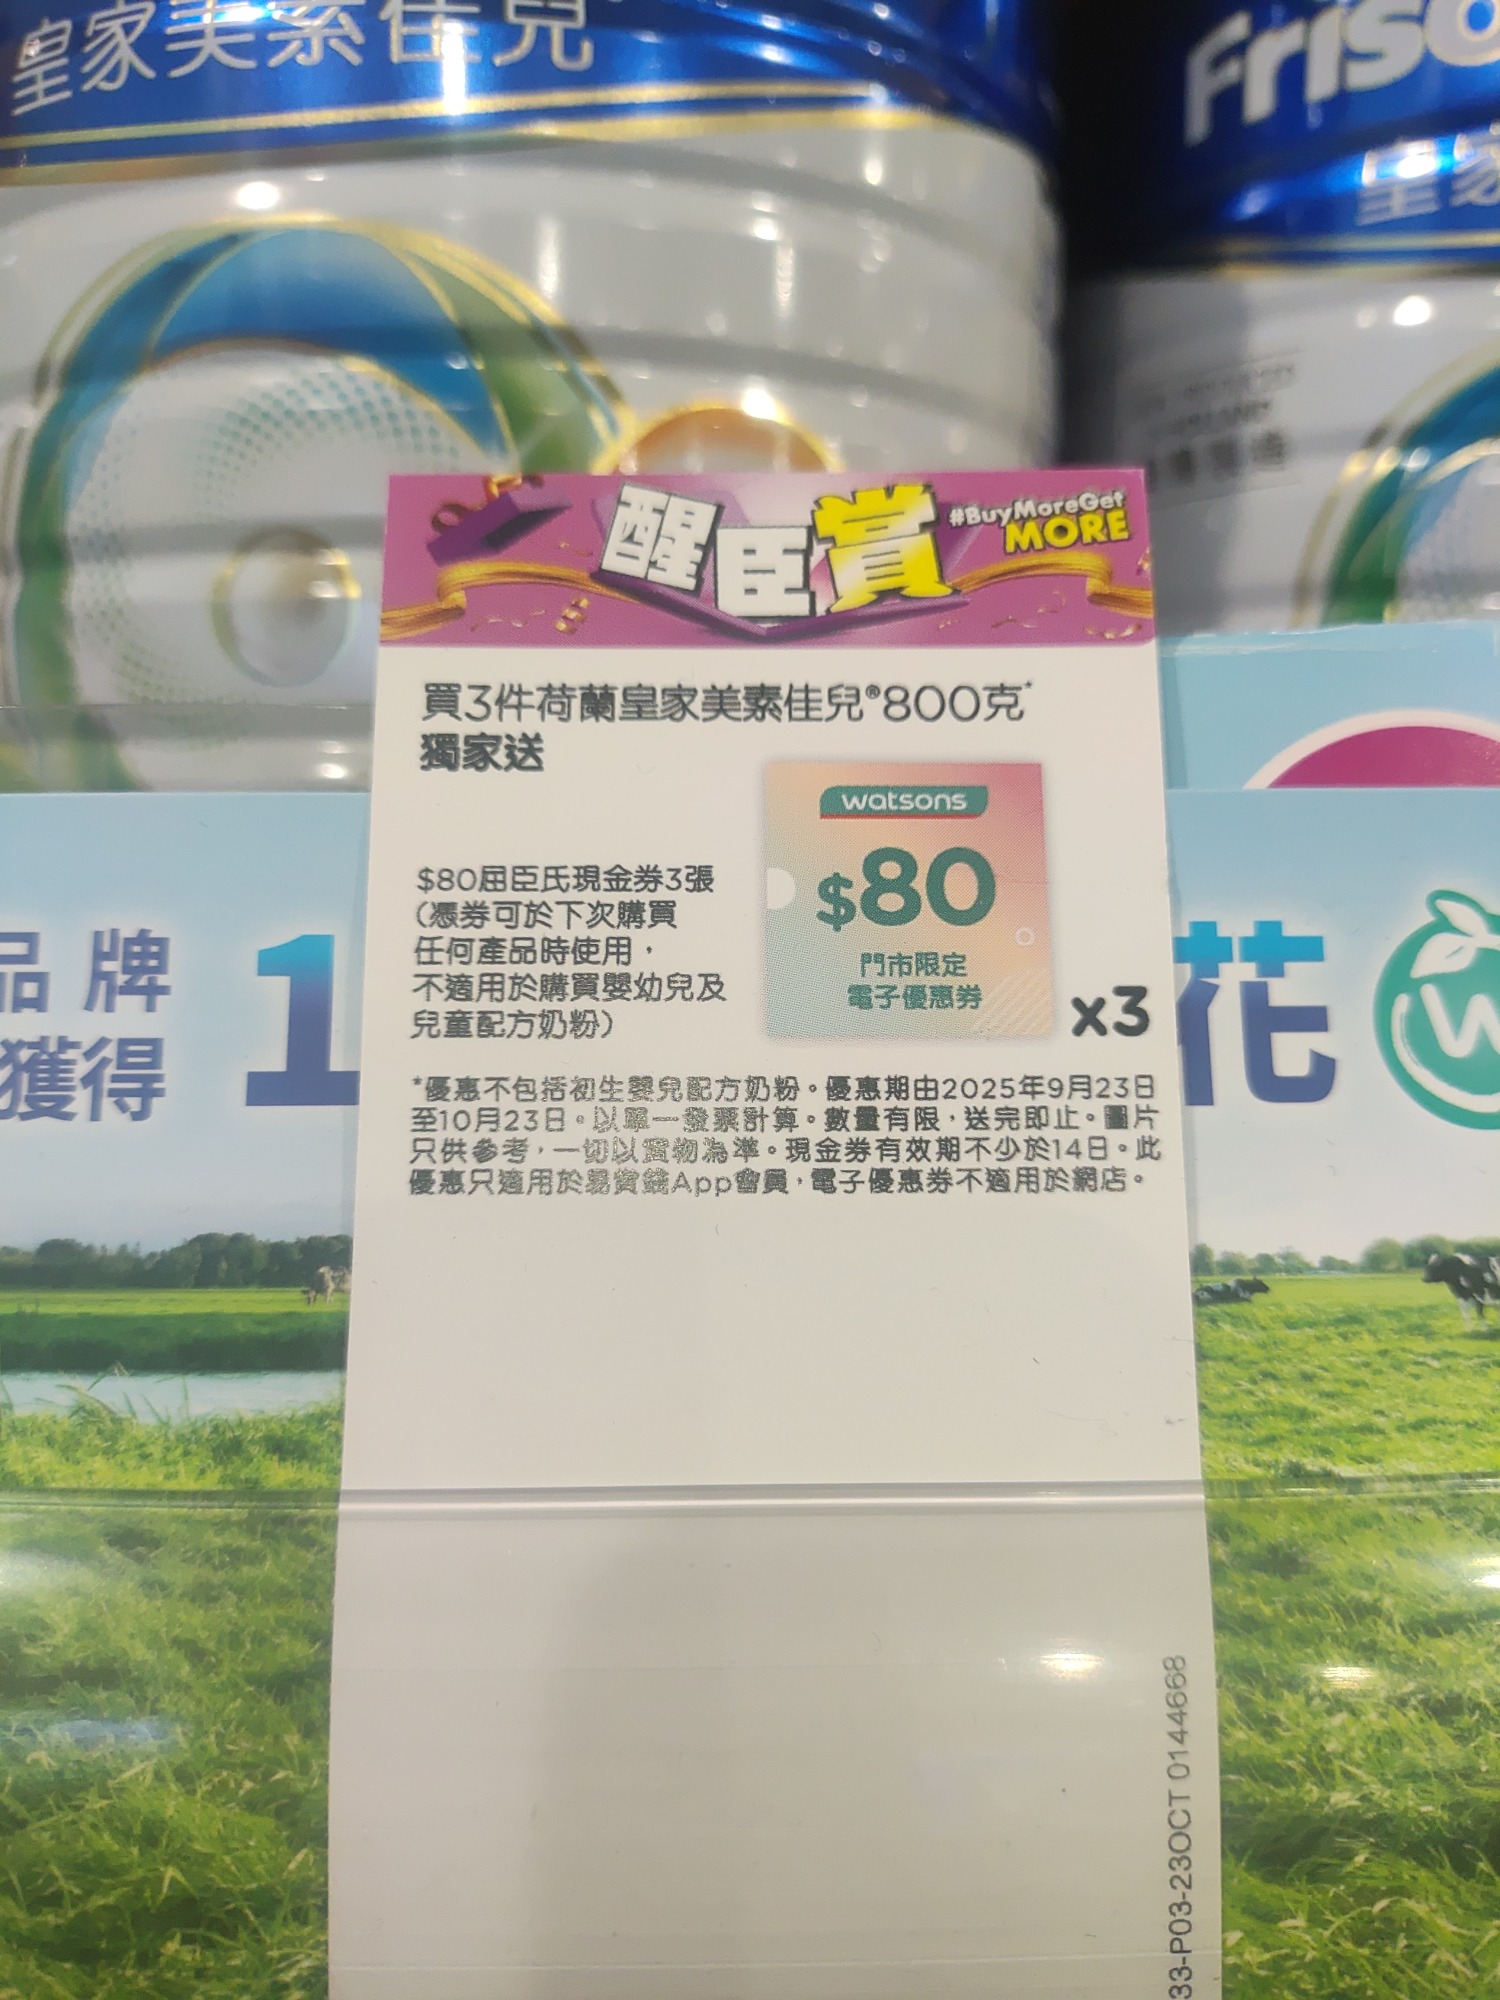 皇家美素佳兒
Friso
皇家
醒臣賞
#BuyMoreGet
MORE
買3件荷蘭皇家美素佳兒®800克*
獨家送
watsons
$80
門市限定
電子優惠券
x3
$80屈臣氏現金券3張
(憑券可於下次購買
任何產品時使用，
不適用於購買嬰幼兒及
兒童配方奶粉)
*優惠不包括初生嬰兒配方奶粉。優惠期由2025年9月23日
至10月23日。以單一發票計算。數量有限，送完即止。圖片
只供參考，一切以實物為準。現金券有效期不少於14日。此
優惠只適用於易賞錢App會員，電子優惠券不適用於網店。
品牌
獲得
1
花
W
33-P03-23OCT 0144668